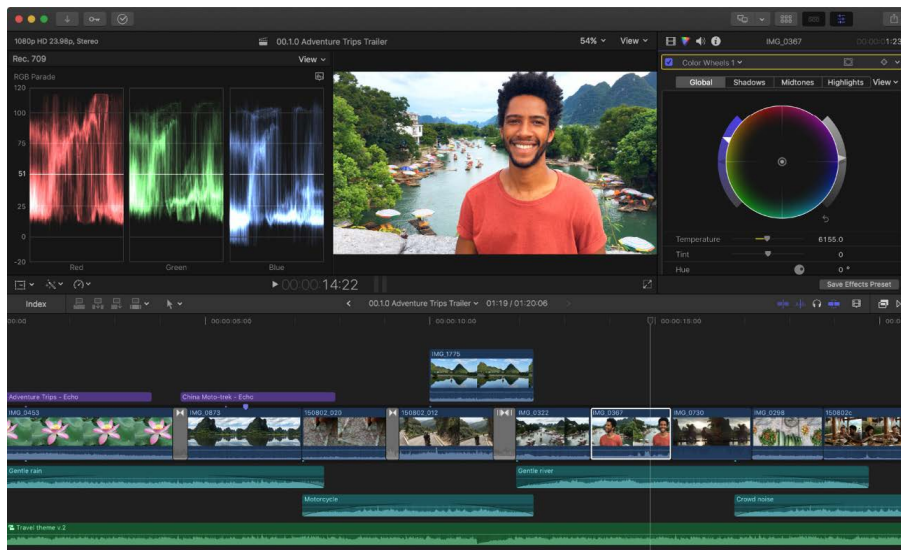 1080p HD 23.98p, Stereo
00.1.0 Adventure Trips Trailer
54%
View
IMG_0367
1:23
Rec. 709
View
Color Wheels 1
RGB Parade
Global
Shadows
Midtones
Highlights
View
120
100
75
51
25
0
-20
Red
Green
Blue
Temperature
6155.0
Tint
0
Hue
0 °
00:00 14:22
Save Effects Preset
Index
00.1.0 Adventure Trips Trailer
01:19 / 01:20:06
00:00
00:00:05:00
00:00:10:00
00:00:15:00
IMG_1775
Adventure Trips - Echo
China Moto-trek - Echo
IMG_0453
IMG_0873
150802_020
150802_012
IMG_0322
IMG_0367
IMG_0730
IMG_0298
150802c
Gentle rain
Gentle river
Motorcycle
Crowd noise
Travel theme v.2